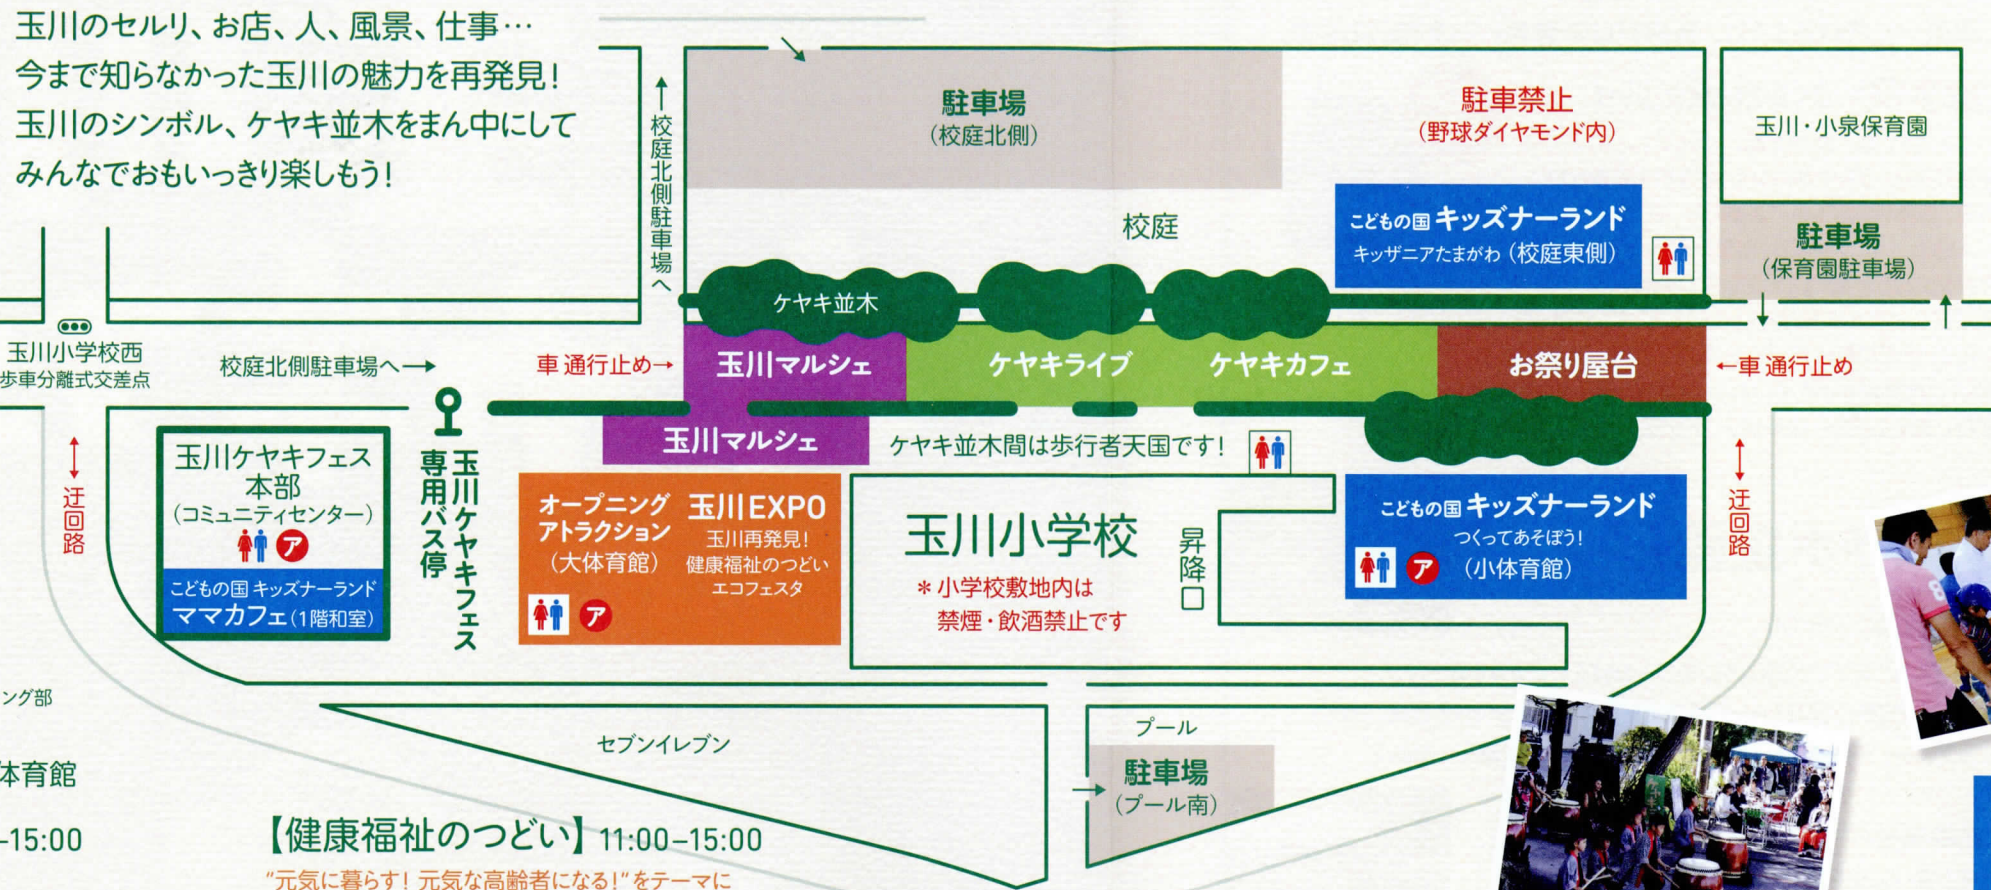 玉川のセルリ、お店、人、風景、仕事…
今まで知らなかった玉川の魅力を再発見！
玉川のシンボル、ケヤキ並木をまん中にして
みんなでおもいっきり楽しもう！
↑校庭北側駐車場へ
駐車場
（校庭北側）
駐車禁止
（野球ダイヤモンド内）
玉川・小泉保育園
校庭
こどもの国 キッズナーランド
キッザニアたまがわ（校庭東側）
駐車場
（保育園駐車場）
ケヤキ並木
玉川小学校西
歩車分離式交差点
校庭北側駐車場へ→
車 通行止め→
玉川マルシェ
ケヤキライブ
ケヤキカフェ
お祭り屋台
←車 通行止め
玉川マルシェ
ケヤキ並木間は歩行者天国です！
迂回路
玉川ケヤキフェス
本部
（コミュニティセンター）
ア
こどもの国 キッズナーランド
ママカフェ（1階和室）
玉川ケヤキフェス
専用バス停
オープニング
アトラクション
（大体育館）
ア
玉川EXPO
玉川再発見！
健康福祉のつどい
エコフェスタ
玉川小学校
＊小学校敷地内は
禁煙・飲酒禁止です
昇降口
こどもの国 キッズナーランド
つくってあそぼう！
（小体育館）
ア
迂回路
ング部
セブンイレブン
プール
駐車場
（プール南）
体育館
–15:00
【健康福祉のつどい】11:00–15:00
“元気に暮らす！元気な高齢者になる！”をテーマに